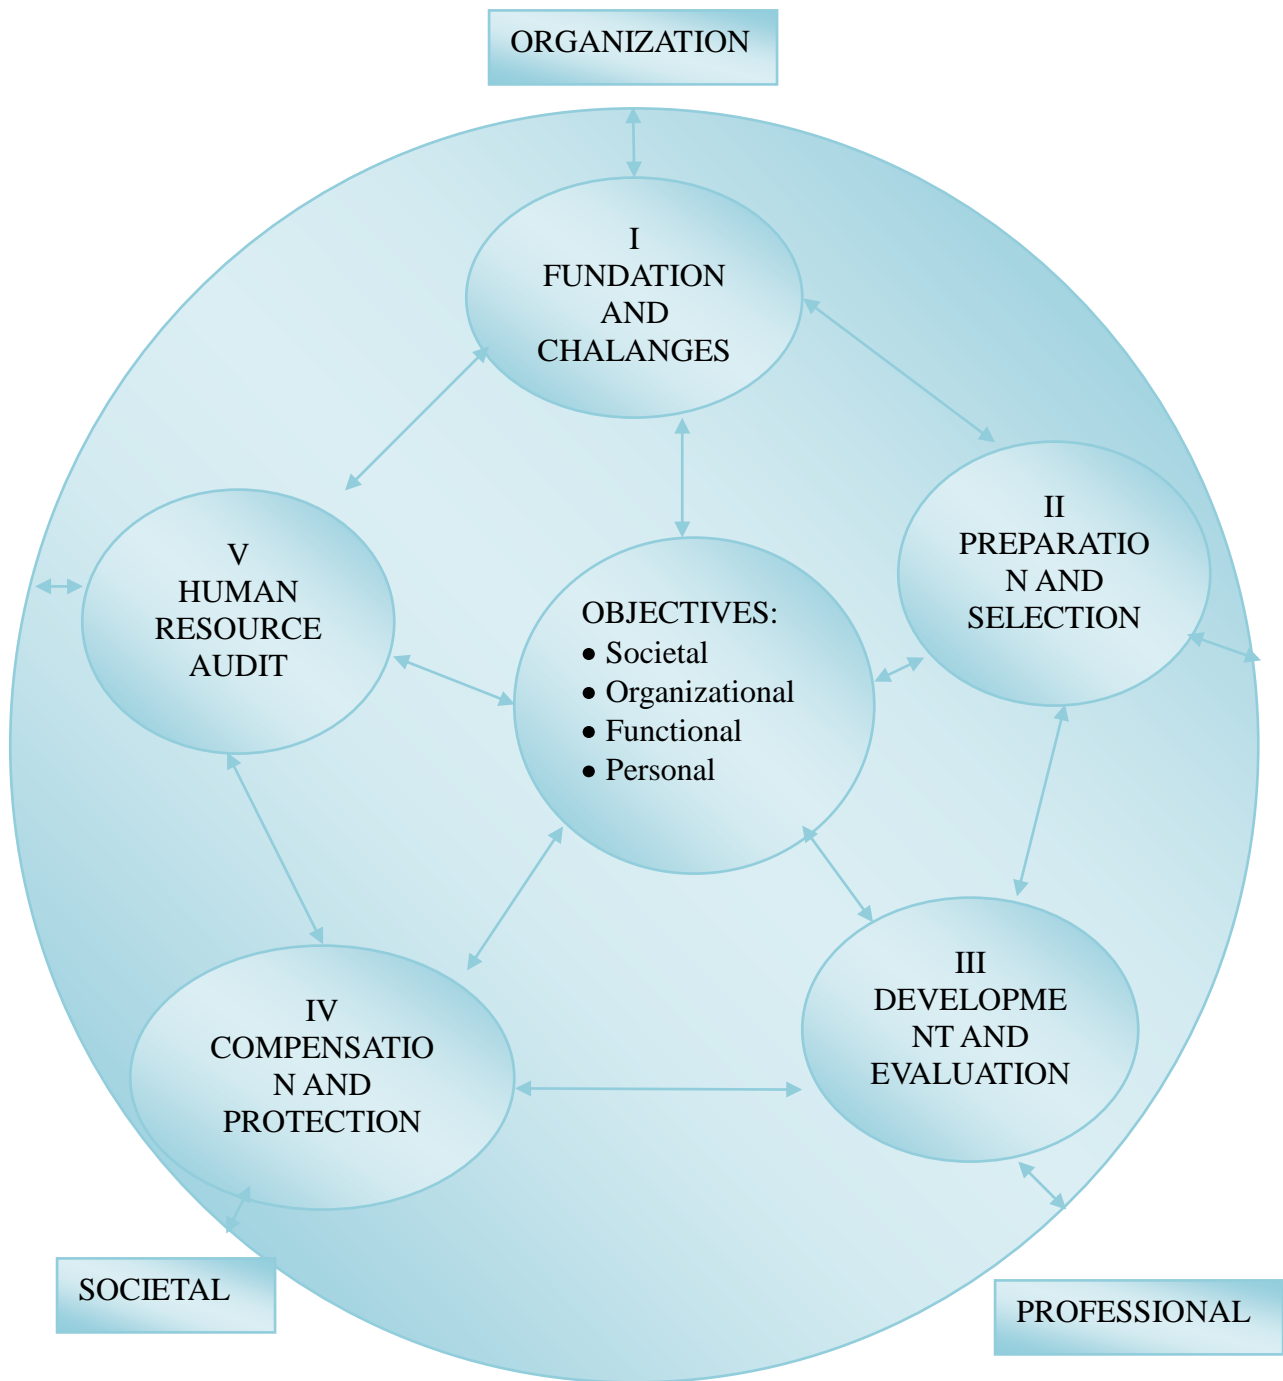 ORGANIZATION
I
FUNDATION
AND
CHALANGES
II
PREPARATIO
N AND
SELECTION
V
HUMAN
RESOURCE
AUDIT
OBJECTIVES:
• Societal
• Organizational
• Functional
• Personal
III
DEVELOPME
NT AND
EVALUATION
IV
COMPENSATIO
N AND
PROTECTION
SOCIETAL
PROFESSIONAL